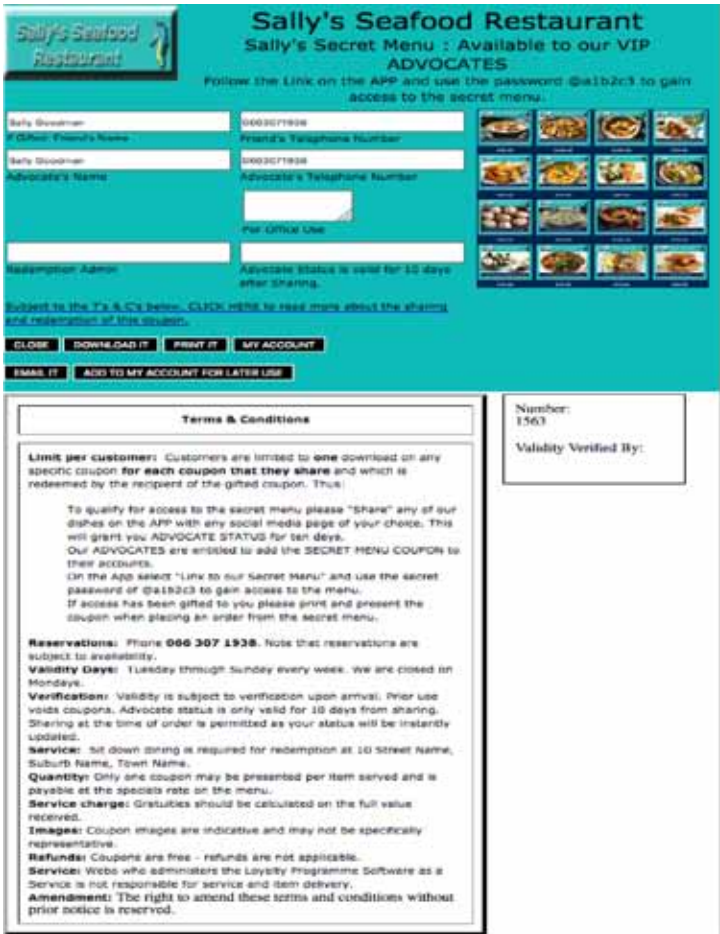 Sally's Seafood
Restaurant
Sally's Seafood Restaurant
Sally's Secret Menu : Available to our VIP
ADVOCATES
Follow the Link on the APP and use the password @a1b2c3 to gain
access to the secret menu.
Sally Goodman
0663071938
If Gifted: Friend's Name
Friend's Telephone Number
Sally Goodman
0663071938
Advocate's Name
Advocate's Telephone Number
For Office Use
Redemption Admin
Advocate Status is valid for 10 days
after Sharing.
Subject to the T's & C's below. CLICK HERE to read more about the sharing
and redemption of this coupon.
CLOSE
DOWNLOAD IT
PRINT IT
MY ACCOUNT
EMAIL IT
ADD TO MY ACCOUNT FOR LATER USE
Terms & Conditions
Limit per customer: Customers are limited to one download on any
specific coupon for each coupon that they share and which is
redeemed by the recipient of the gifted coupon. Thus:
To qualify for access to the secret menu please "Share" any of our
dishes on the APP with any social media page of your choice. This
will grant you ADVOCATE STATUS for ten days.
Our ADVOCATES are entitled to add the SECRET MENU COUPON to
their accounts.
On the App select "Link to our Secret Menu" and use the secret
password of @a1b2c3 to gain access to the menu.
If access has been gifted to you please print and present the
coupon when placing an order from the secret menu.
Reservations: Phone 066 307 1938. Note that reservations are
subject to availability.
Validity Days: Tuesday through Sunday every week. We are closed on
Mondays.
Verification: Validity is subject to verification upon arrival. Prior use
voids coupons. Advocate status is only valid for 10 days from sharing.
Sharing at the time of order is permitted as your status will be instantly
updated.
Service: Sit down dining is required for redemption at 10 Street Name,
Suburb Name, Town Name.
Quantity: Only one coupon may be presented per item served and is
payable at the specials rate on the menu.
Service charge: Gratuities should be calculated on the full value
received.
Images: Coupon images are indicative and may not be specifically
representative.
Refunds: Coupons are free - refunds are not applicable.
Service: Webo who administers the Loyalty Programme Software as a
Service is not responsible for service and item delivery.
Amendment: The right to amend these terms and conditions without
prior notice is reserved.
Number:
1563
Validity Verified By: